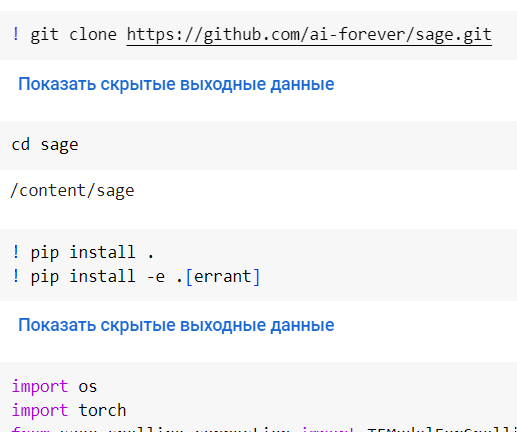 ! git clone https://github.com/ai-forever/sage.git
Показать скрытые выходные данные
cd sage
/content/sage
! pip install .
! pip install -e .[errant]
Показать скрытые выходные данные
import os
import torch